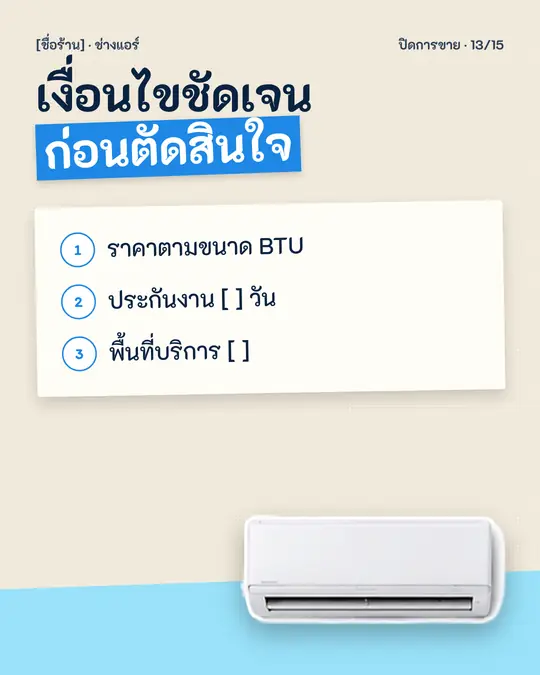 [ชื่อร้าน] · ช่างแอร์
ปิดการขาย · 13/15
เงื่อนไขชัดเจน
ก่อนตัดสินใจ
1 ราคาตามขนาด BTU
2 ประกันงาน [ ] วัน
3 พื้นที่บริการ [ ]